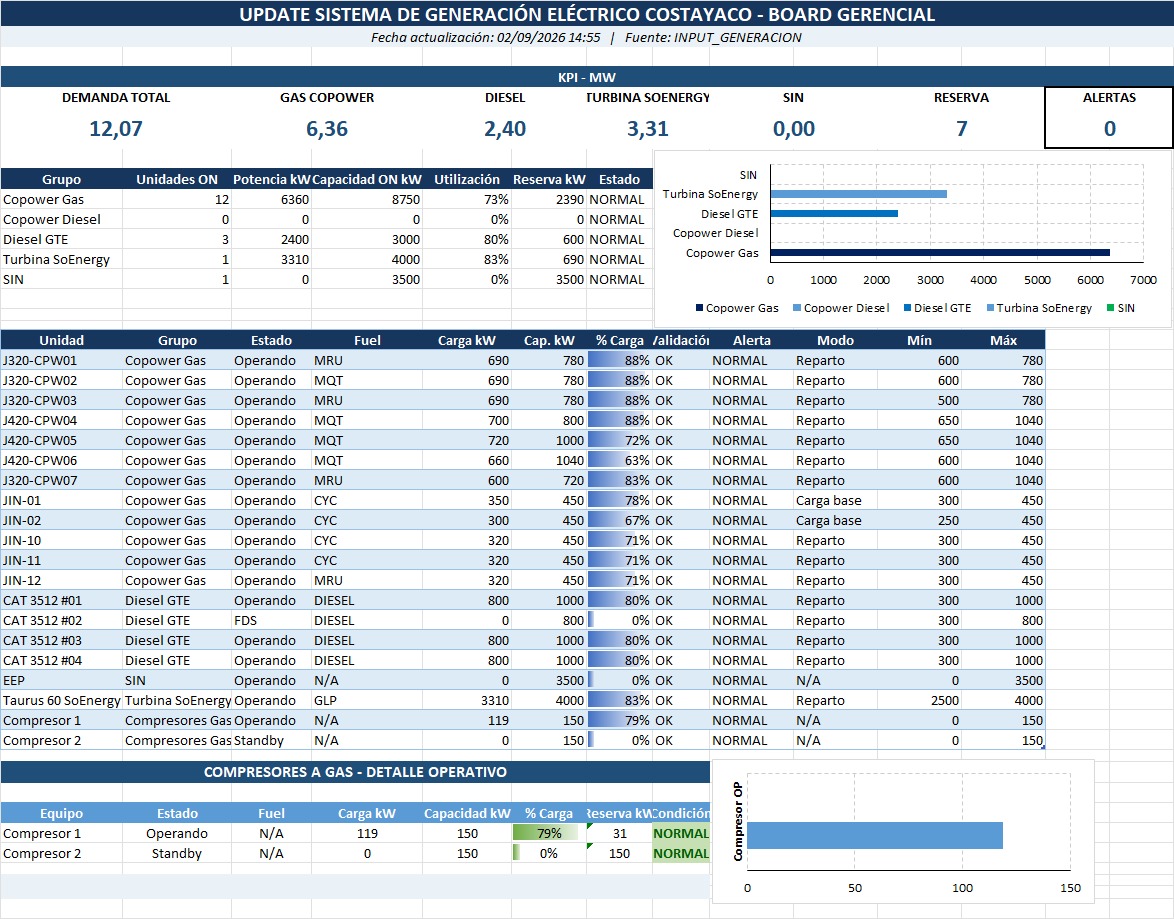 UPDATE SISTEMA DE GENERACIÓN ELÉCTRICO COSTAYACO - BOARD GERENCIAL
Fecha actualización: 02/09/2026 14:55 | Fuente: INPUT_GENERACION
KPI - MW
DEMANDA TOTAL GAS COPOWER DIESEL TURBINA SOENERGY SIN RESERVA ALERTAS
12,07 6,36 2,40 3,31 0,00 7 0
Grupo Unidades ON Potencia kW Capacidad ON kW Utilización Reserva kW Estado
Copower Gas 12 6360 8750 73% 2390 NORMAL
Copower Diesel 0 0 0 0% 0 NORMAL
Diesel GTE 3 2400 3000 80% 600 NORMAL
Turbina SoEnergy 1 3310 4000 83% 690 NORMAL
SIN 1 0 3500 0% 3500 NORMAL
SIN
Turbina SoEnergy
Diesel GTE
Copower Diesel
Copower Gas
0 1000 2000 3000 4000 5000 6000 7000
Copower Gas Copower Diesel Diesel GTE Turbina SoEnergy SIN
Unidad Grupo Estado Fuel Carga kW Cap. kW % Carga Validación Alerta Modo Mín Máx
J320-CPW01 Copower Gas Operando MRU 690 780 88% OK NORMAL Reparto 600 780
J320-CPW02 Copower Gas Operando MQT 690 780 88% OK NORMAL Reparto 600 780
J320-CPW03 Copower Gas Operando MRU 690 780 88% OK NORMAL Reparto 500 780
J420-CPW04 Copower Gas Operando MQT 700 800 88% OK NORMAL Reparto 650 1040
J420-CPW05 Copower Gas Operando MQT 720 1000 72% OK NORMAL Reparto 650 1040
J420-CPW06 Copower Gas Operando MQT 660 1040 63% OK NORMAL Reparto 600 1040
J320-CPW07 Copower Gas Operando MRU 600 720 83% OK NORMAL Reparto 600 1040
JIN-01 Copower Gas Operando CYC 350 450 78% OK NORMAL Carga base 300 450
JIN-02 Copower Gas Operando CYC 300 450 67% OK NORMAL Carga base 250 450
JIN-10 Copower Gas Operando CYC 320 450 71% OK NORMAL Reparto 300 450
JIN-11 Copower Gas Operando CYC 320 450 71% OK NORMAL Reparto 300 450
JIN-12 Copower Gas Operando MRU 320 450 71% OK NORMAL Reparto 300 450
CAT 3512 #01 Diesel GTE Operando DIESEL 800 1000 80% OK NORMAL Reparto 300 1000
CAT 3512 #02 Diesel GTE FDS DIESEL 0 800 0% OK NORMAL Reparto 300 800
CAT 3512 #03 Diesel GTE Operando DIESEL 800 1000 80% OK NORMAL Reparto 300 1000
CAT 3512 #04 Diesel GTE Operando DIESEL 800 1000 80% OK NORMAL Reparto 300 1000
EEP SIN Operando N/A 0 3500 0% OK NORMAL N/A 0 3500
Taurus 60 SoEnergy Turbina SoEnergy Operando GLP 3310 4000 83% OK NORMAL Reparto 2500 4000
Compresor 1 Compresores Gas Operando N/A 119 150 79% OK NORMAL N/A 0 150
Compresor 2 Compresores Gas Standby N/A 0 150 0% OK NORMAL N/A 0 150
COMPRESORES A GAS - DETALLE OPERATIVO
Equipo Estado Fuel Carga kW Capacidad kW % Carga Reserva kW Condición
Compresor 1 Operando N/A 119 150 79% 31 NORMAL
Compresor 2 Standby N/A 0 150 0% 150 NORMAL
Compresor OP
0 50 100 150